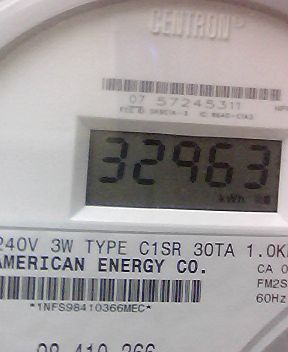 CENTRON®
07 57245311
32963
kWh
240V 3W TYPE C1SR 30TA 1.0K
AMERICAN ENERGY CO. CA 0
FM2S
*1NFS98410366MEC* 60Hz
98 410 366